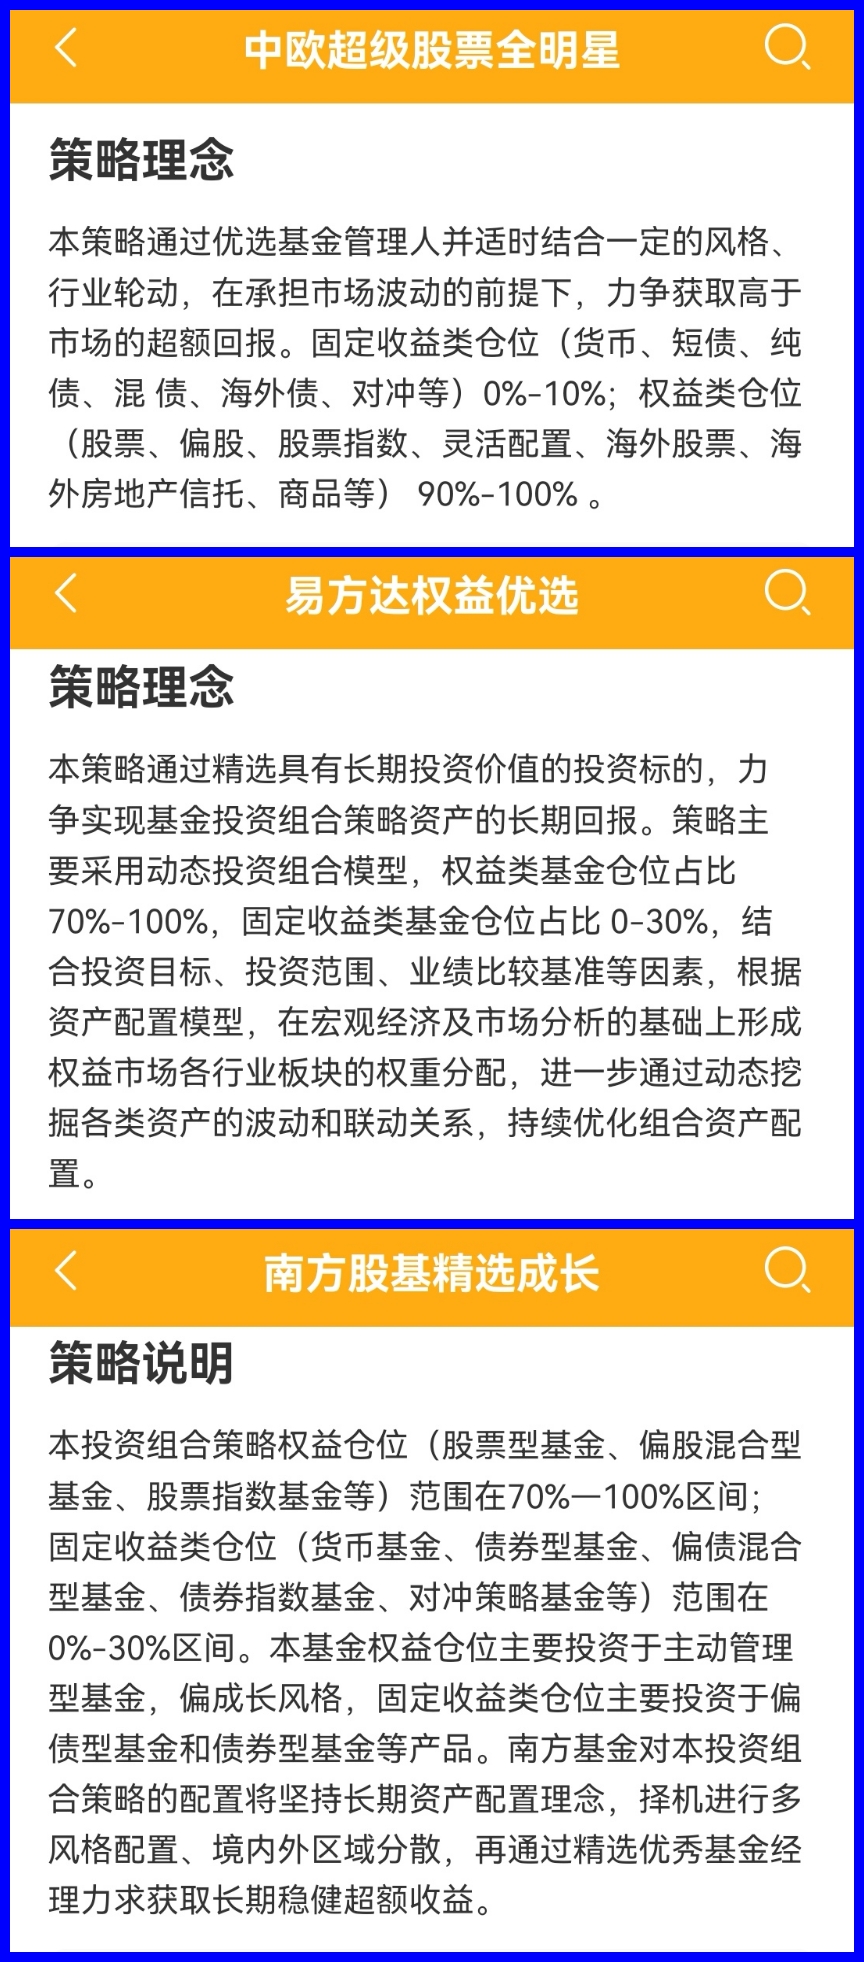 中欧超级股票全明星
策略理念
本策略通过优选基金管理人并适时结合一定的风格、
行业轮动，在承担市场波动的前提下，力争获取高于
市场的超额回报。固定收益类仓位（货币、短债、纯
债、混 债、海外债、对冲等）0%-10%；权益类仓位
（股票、偏股、股票指数、灵活配置、海外股票、海
外房地产信托、商品等） 90%-100% 。
易方达权益优选
策略理念
本策略通过精选具有长期投资价值的投资标的，力
争实现基金投资组合策略资产的长期回报。策略主
要采用动态投资组合模型，权益类基金仓位占比
70%-100%，固定收益类基金仓位占比 0-30%，结
合投资目标、投资范围、业绩比较基准等因素，根据
资产配置模型，在宏观经济及市场分析的基础上形成
权益市场各行业板块的权重分配，进一步通过动态挖
掘各类资产的波动和联动关系，持续优化组合资产配
置。
南方股基精选成长
策略说明
本投资组合策略权益仓位（股票型基金、偏股混合型
基金、股票指数基金等）范围在70%—100%区间；
固定收益类仓位（货币基金、债券型基金、偏债混合
型基金、债券指数基金、对冲策略基金等）范围在
0%-30%区间。本基金权益仓位主要投资于主动管理
型基金，偏成长风格，固定收益类仓位主要投资于偏
债型基金和债券型基金等产品。南方基金对本投资组
合策略的配置将坚持长期资产配置理念，择机进行多
风格配置、境内外区域分散，再通过精选优秀基金经
理力求获取长期稳健超额收益。